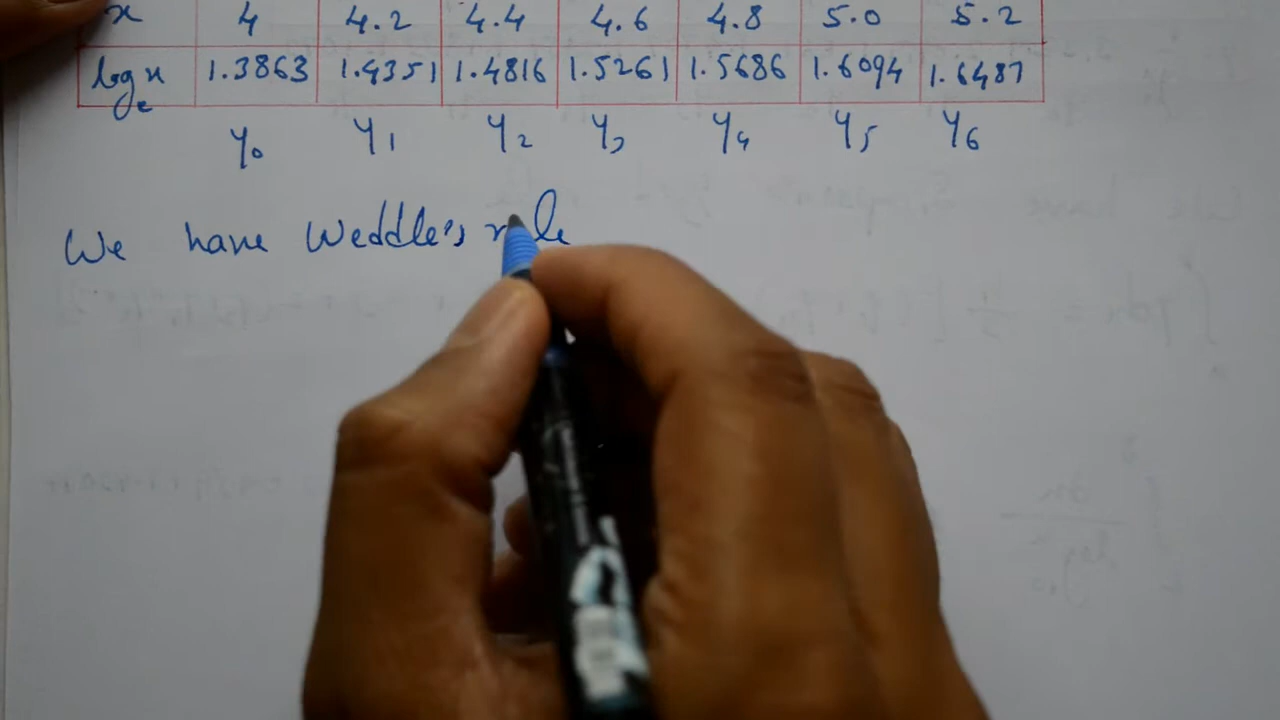 x 4 4.2 4.4 4.6 4.8 5.0 5.2
log_e x 1.3863 1.4351 1.4816 1.5261 1.5686 1.6094 1.6487
y₀ y₁ y₂ y₃ y₄ y₅ y₆
We have Weddle's rule